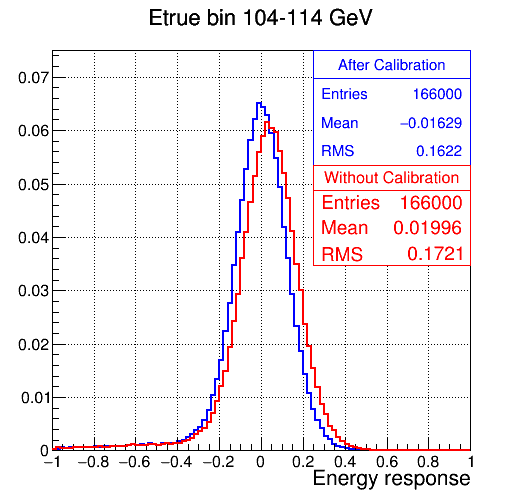 Etrue bin 104-114 GeV
After Calibration
Entries 166000
Mean −0.01629
RMS 0.1622
Without Calibration
Entries 166000
Mean 0.01996
RMS 0.1721
0.07
0.06
0.05
0.04
0.03
0.02
0.01
0
−1 −0.8 −0.6 −0.4 −0.2 0 0.2 0.4 0.6 0.8 1
Energy response